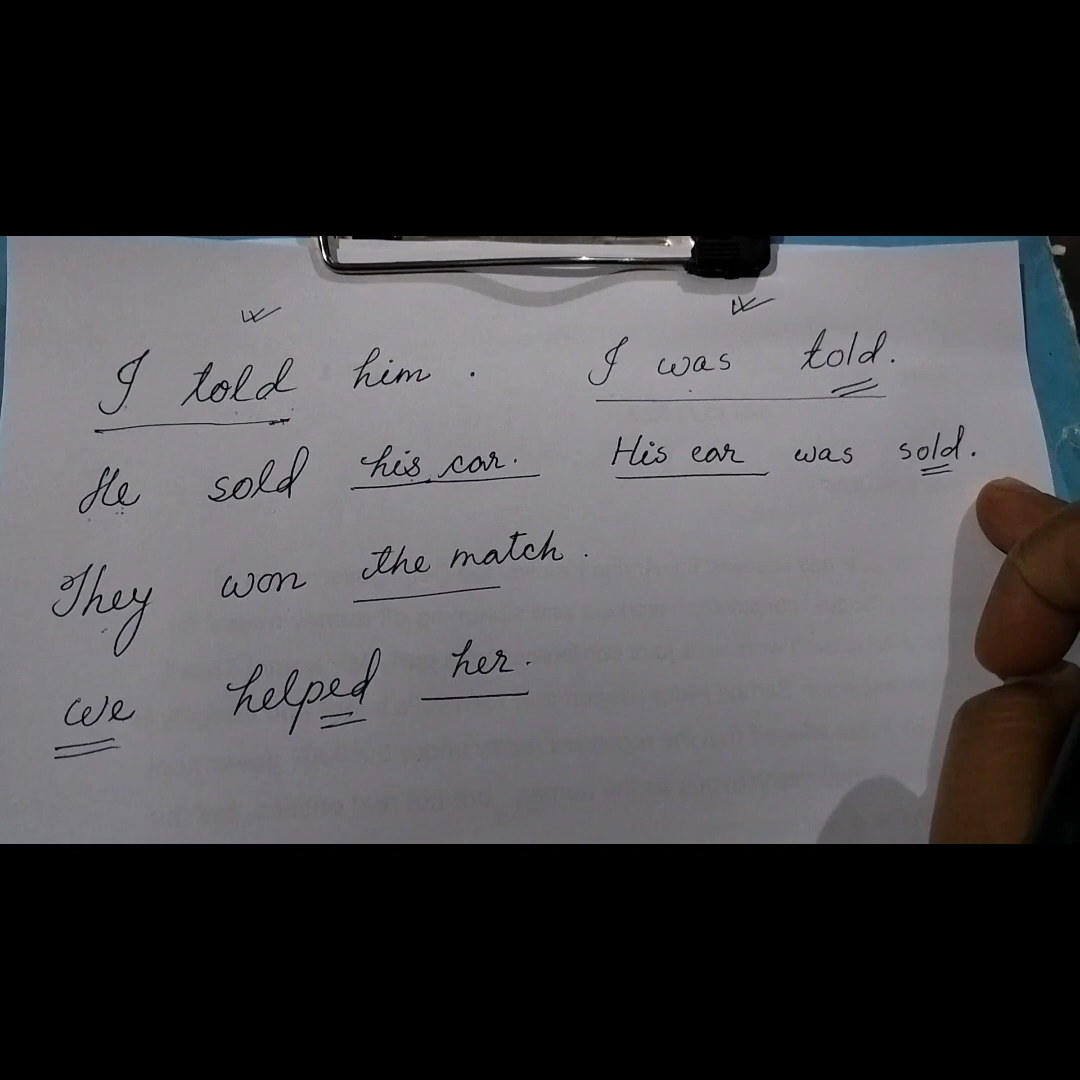 I told him. I was told.
He sold his car. His car was sold.
They won the match.
we helped her.